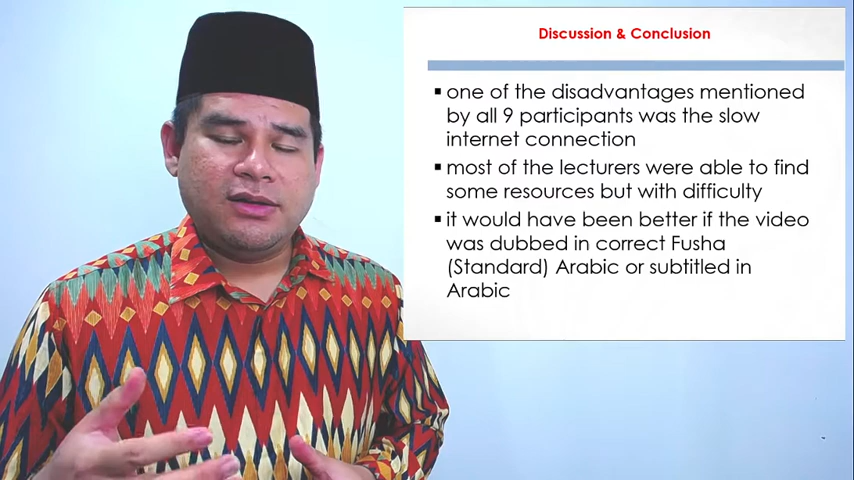 Discussion & Conclusion
▪ one of the disadvantages mentioned
by all 9 participants was the slow
internet connection
▪ most of the lecturers were able to find
some resources but with difficulty
▪ it would have been better if the video
was dubbed in correct Fusha
(Standard) Arabic or subtitled in
Arabic